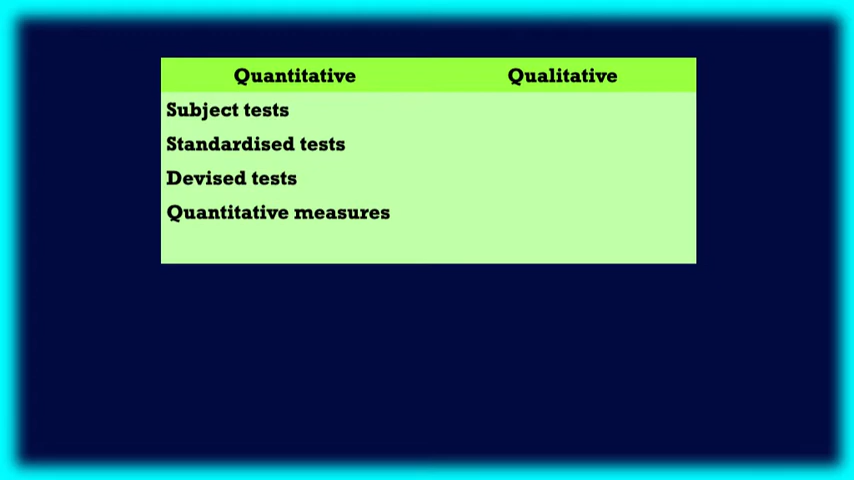 Quantitative Qualitative
Subject tests
Standardised tests
Devised tests
Quantitative measures